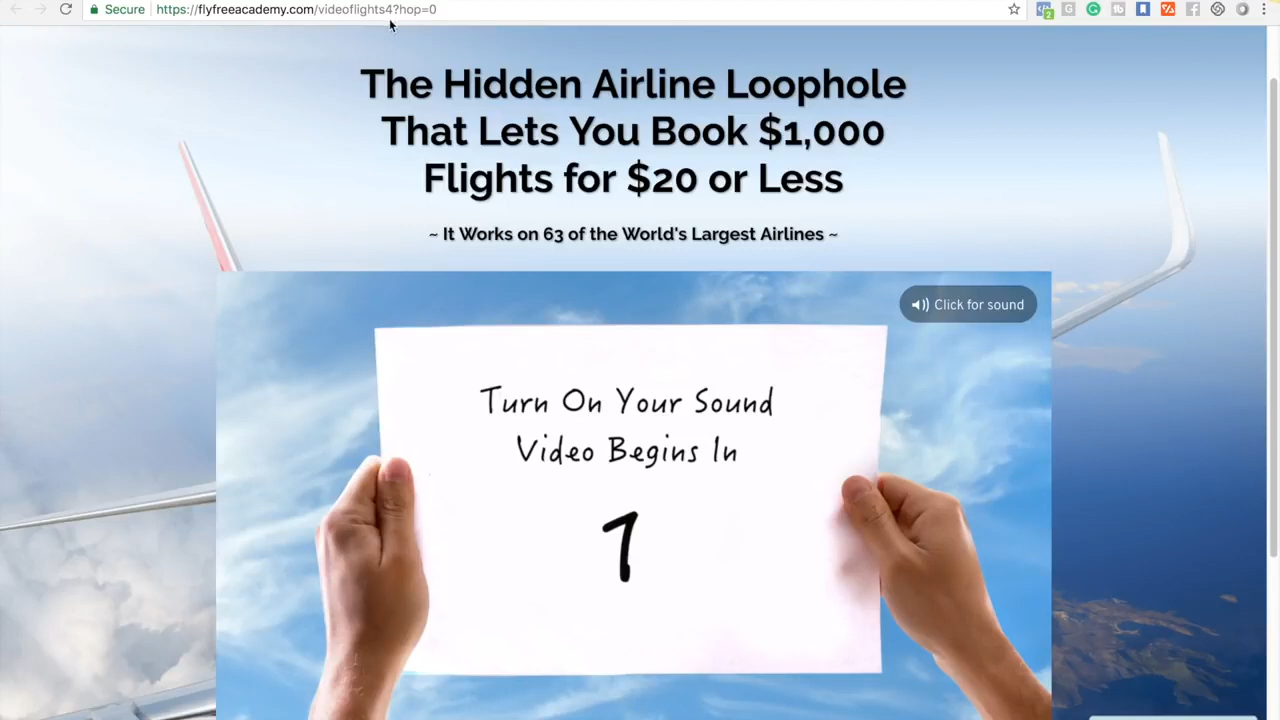 Secure https://flyfreeacademy.com/videoflights4?hop=0
2
The Hidden Airline Loophole
That Lets You Book $1,000
Flights for $20 or Less
~ It Works on 63 of the World's Largest Airlines ~
Click for sound
Turn On Your Sound
Video Begins In
1